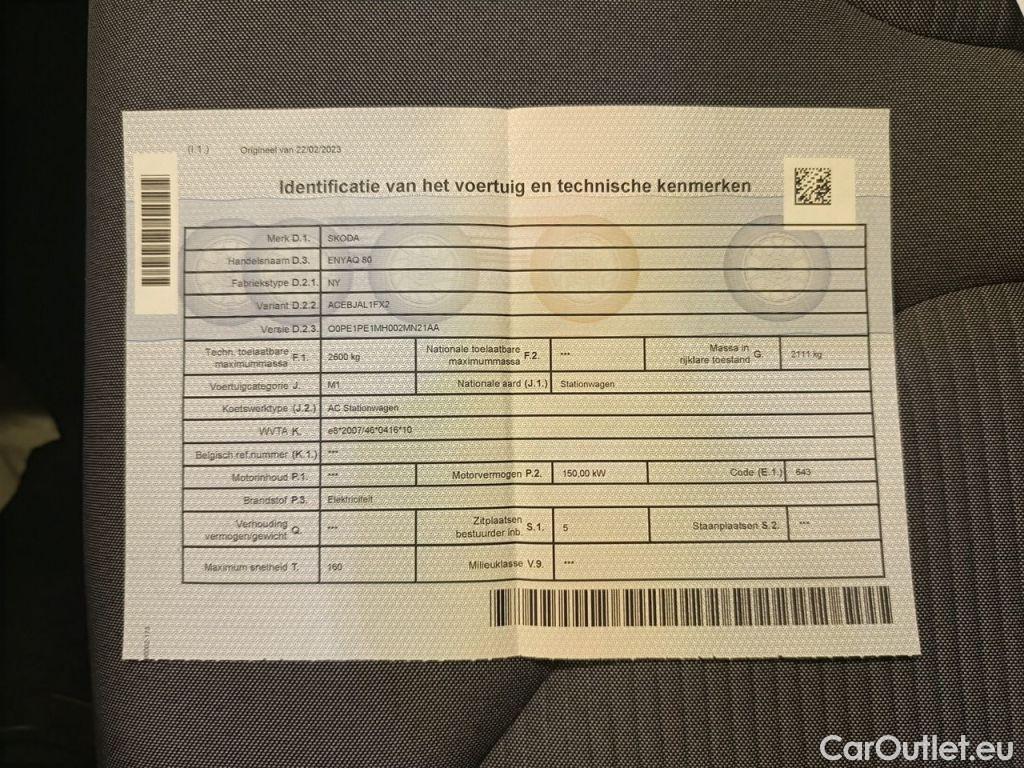 (I.1.) Origineel van 22/02/2023
Identificatie van het voertuig en technische kenmerken
Merk D.1. SKODA
Handelsnaam D.3. ENYAQ 80
Fabriekstype D.2.1. NY
Variant D.2.2. ACEBJAL1FX2
Versie D.2.3. O0PE1PE1MH002MN21AA
Techn. toelaatbare maximummassa F.1. 2600 kg Nationale toelaatbare maximummassa F.2. *** Massa in rijklare toestand G. 2111 kg
Voertuigcategorie J. M1 Nationale aard (J.1.) Stationwagen
Koetswerktype (J.2.) AC Stationwagen
WVTA K. e8*2007/46*0416*10
Belgisch ref.nummer (K.1.) ***
Motorinhoud P.1. *** Motorvermogen P.2. 150,00 kW Code (E.1.) 643
Brandstof P.3. Elektriciteit
Verhouding vermogen/gewicht Q. *** Zitplaatsen bestuurder inb. S.1. 5 Staanplaatsen S.2. ***
Maximum snelheid T. 160 Milieuklasse V.9. ***
CarOutlet.eu